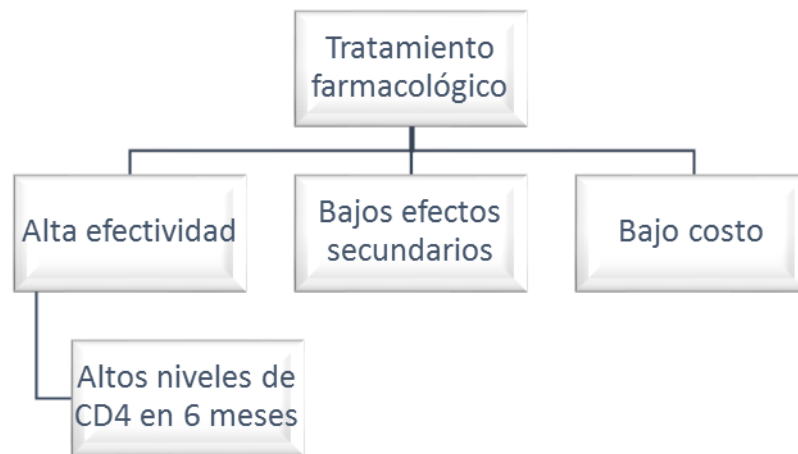 Tratamiento
farmacológico
Alta efectividad
Bajos efectos
secundarios
Bajo costo
Altos niveles de
CD4 en 6 meses